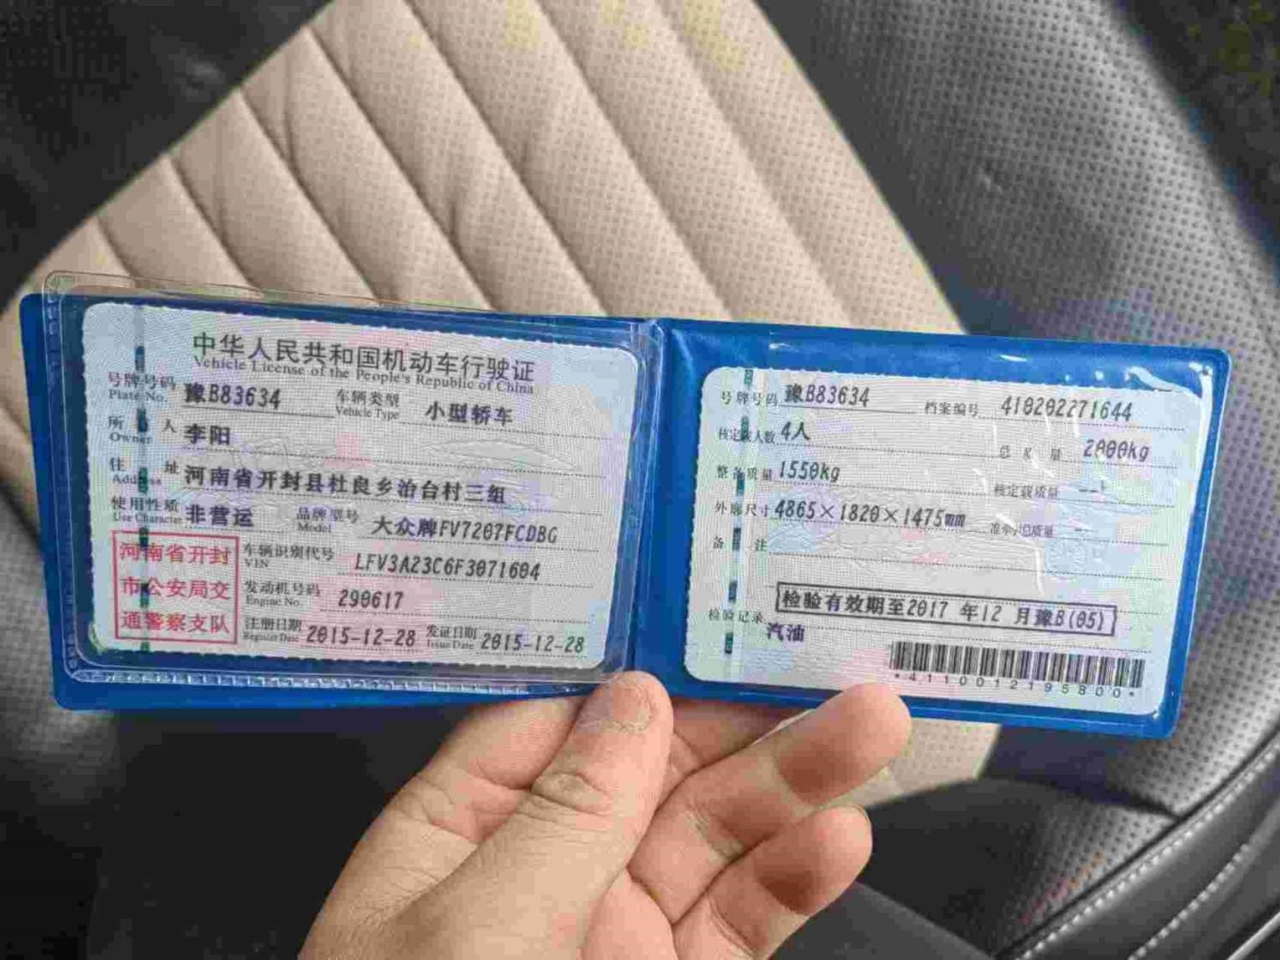 中华人民共和国机动车行驶证
Vehicle License of the People's Republic of China
号牌号码 豫B83634 车辆类型 小型轿车
Plate No. Vehicle Type
所 人 李阳
Owner
住 址 河南省开封县杜良乡治台村三组
Address
使用性质 非营运 品牌型号 大众牌FV7207FCDBG
Use Character Model
河南省开封
市公安局交
通警察支队
车辆识别代号 LFV3A23C6F3071604
VIN
发动机号码 290617
Engine No.
注册日期 2015-12-28 发证日期 2015-12-28
Register Date Issue Date
号牌号码 豫B83634 档案编号 410202271644
核定载人数 4人 总质量 2000kg
整备质量 1550kg 核定载质量 --
外廓尺寸 4865×1820×1475mm 准牵引总质量 --
备注
检验有效期至2017 年12 月豫B(05)
检验记录
汽油
*4110012195800*